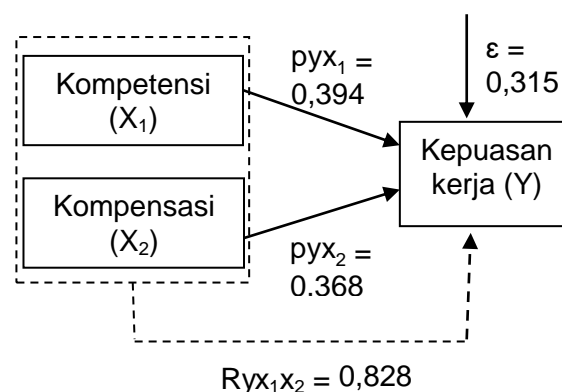 Kompetensi
(X₁)
pyx₁ =
0,394
ε =
0,315
Kepuasan
kerja (Y)
Kompensasi
(X₂)
pyx₂ =
0.368
Ryx₁x₂ = 0,828